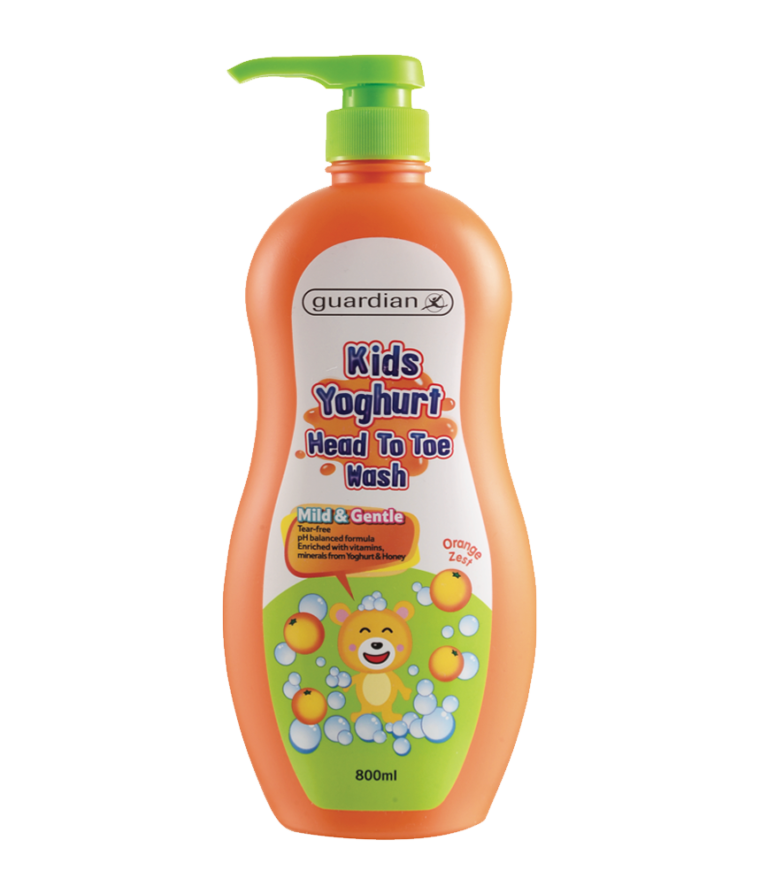 guardian
Kids
Yoghurt
Head To Toe
Wash
Mild & Gentle
Tear-free
pH balanced formula
Enriched with vitamins,
minerals from Yoghurt & Honey
Orange
Zest
800ml